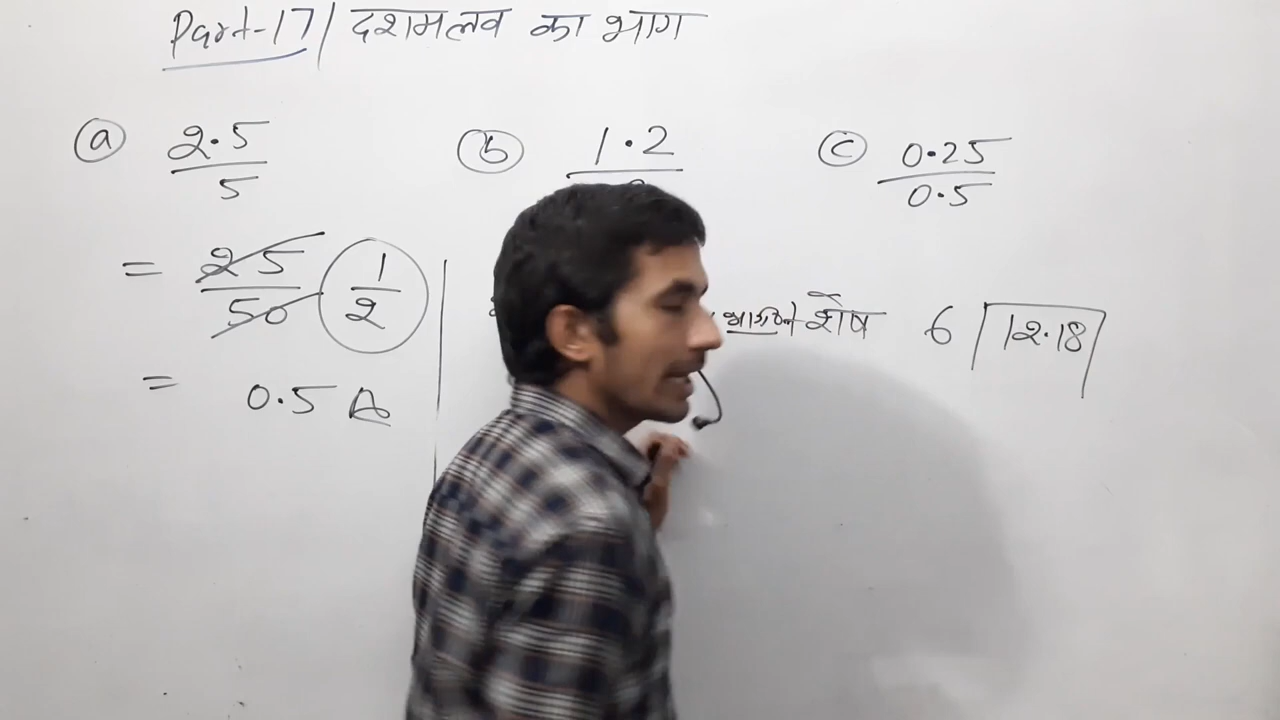 Part-17 / दशमलव का भाग
ⓐ 2.5 / 5
ⓑ 1.2
ⓒ 0.25 / 0.5
= 25 / 50 1 / 2
शेष 6 12.18
= 0.5 A